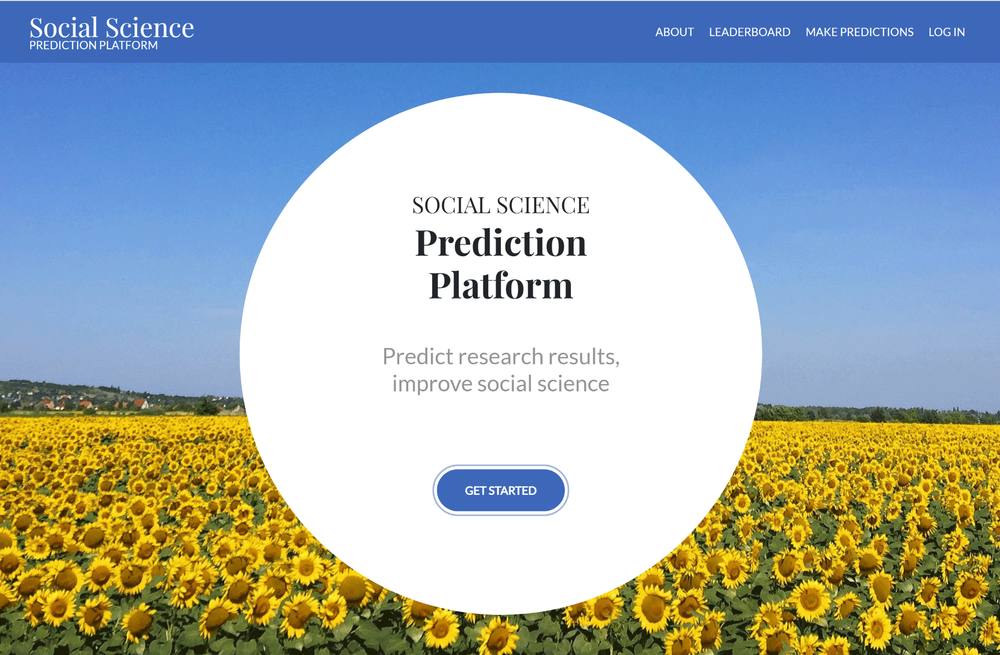 Social Science
PREDICTION PLATFORM
ABOUT LEADERBOARD MAKE PREDICTIONS LOG IN
SOCIAL SCIENCE
Prediction
Platform
Predict research results,
improve social science
GET STARTED